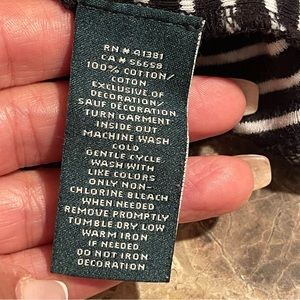 RN # Q1381
CA # 56658
100% COTTON/
COTON
EXCLUSIVE OF
DECORATION/
SAUF DÉCORATION
TURN GARMENT
INSIDE OUT
MACHINE WASH
COLD
GENTLE CYCLE
WASH WITH
LIKE COLORS
ONLY NON-
CHLORINE BLEACH
WHEN NEEDED
REMOVE PROMPTLY
TUMBLE DRY LOW
WARM IRON
IF NEEDED
DO NOT IRON
DECORATION